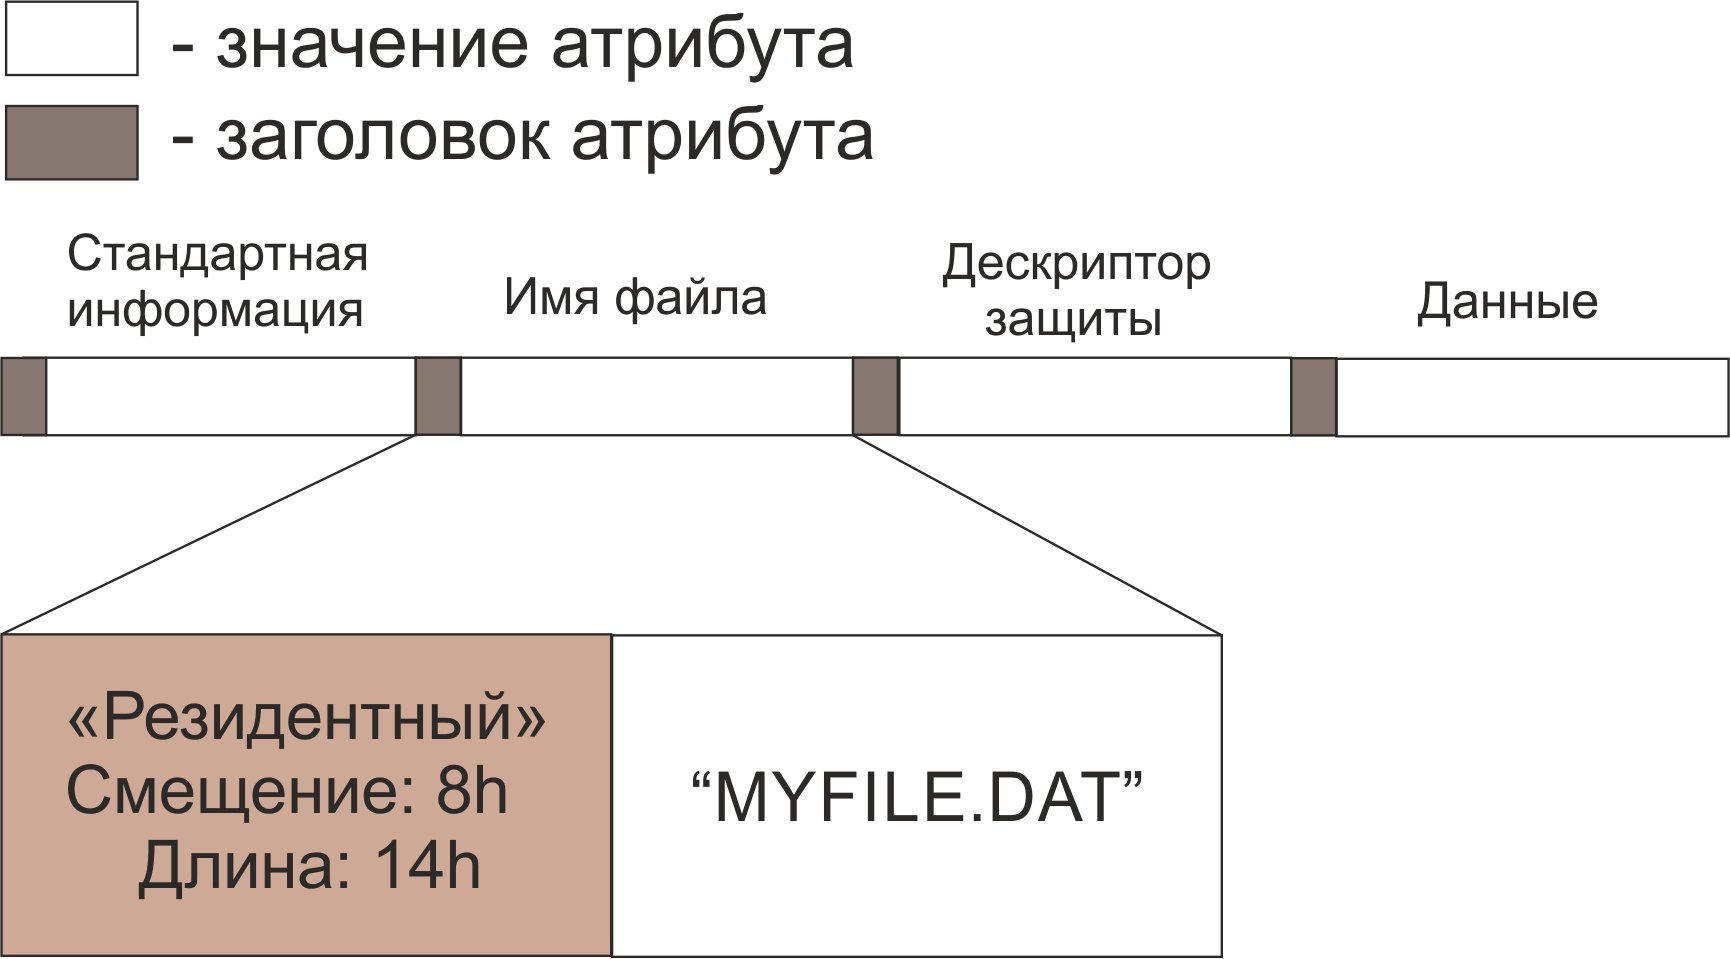 - значение атрибута
- заголовок атрибута
Стандартная
информация
Имя файла
Дескриптор
защиты
Данные
«Резидентный»
Смещение: 8h
Длина: 14h
“MYFILE.DAT”